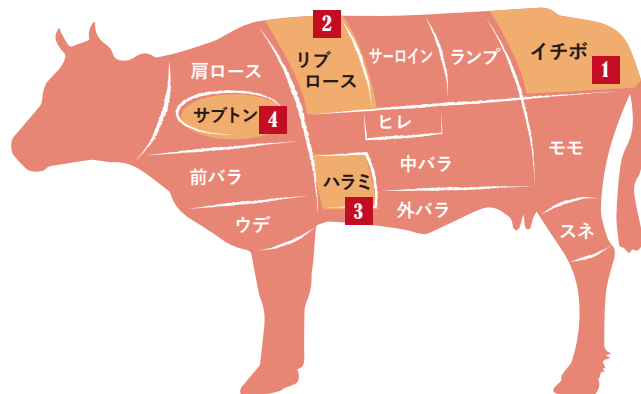 2
リブ
ロース
サーロイン
ランプ
イチボ
1
肩ロース
サブトン
4
ヒレ
モモ
前バラ
ハラミ
3
中バラ
ウデ
外バラ
スネ